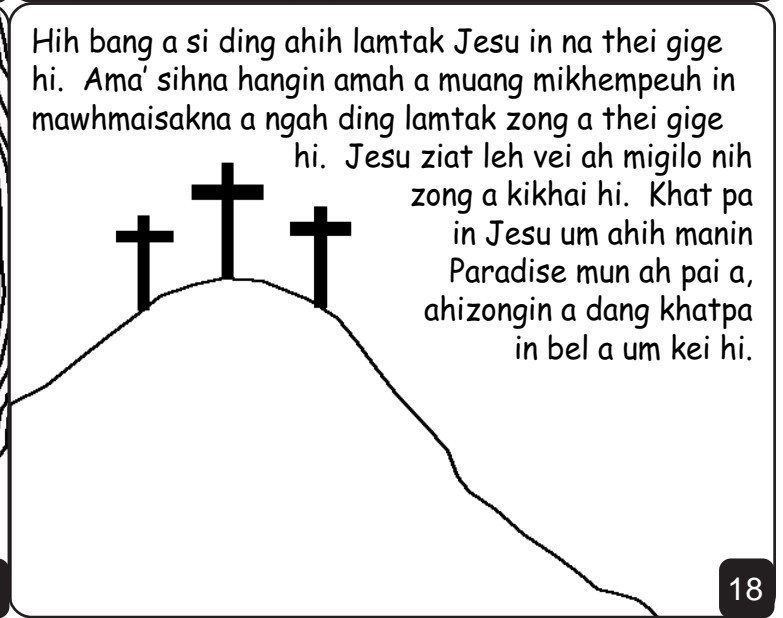 Hih bang a si ding ahih lamtak Jesu in na thei gige
hi.  Ama’ sihna hangin amah a muang mikhempeuh in
mawhmaisakna a ngah ding lamtak zong a thei gige
hi.  Jesu ziat leh vei ah migilo nih
zong a kikhai hi.  Khat pa
in Jesu um ahih manin
Paradise mun ah pai a,
ahizongin a dang khatpa
in bel a um kei hi.
18